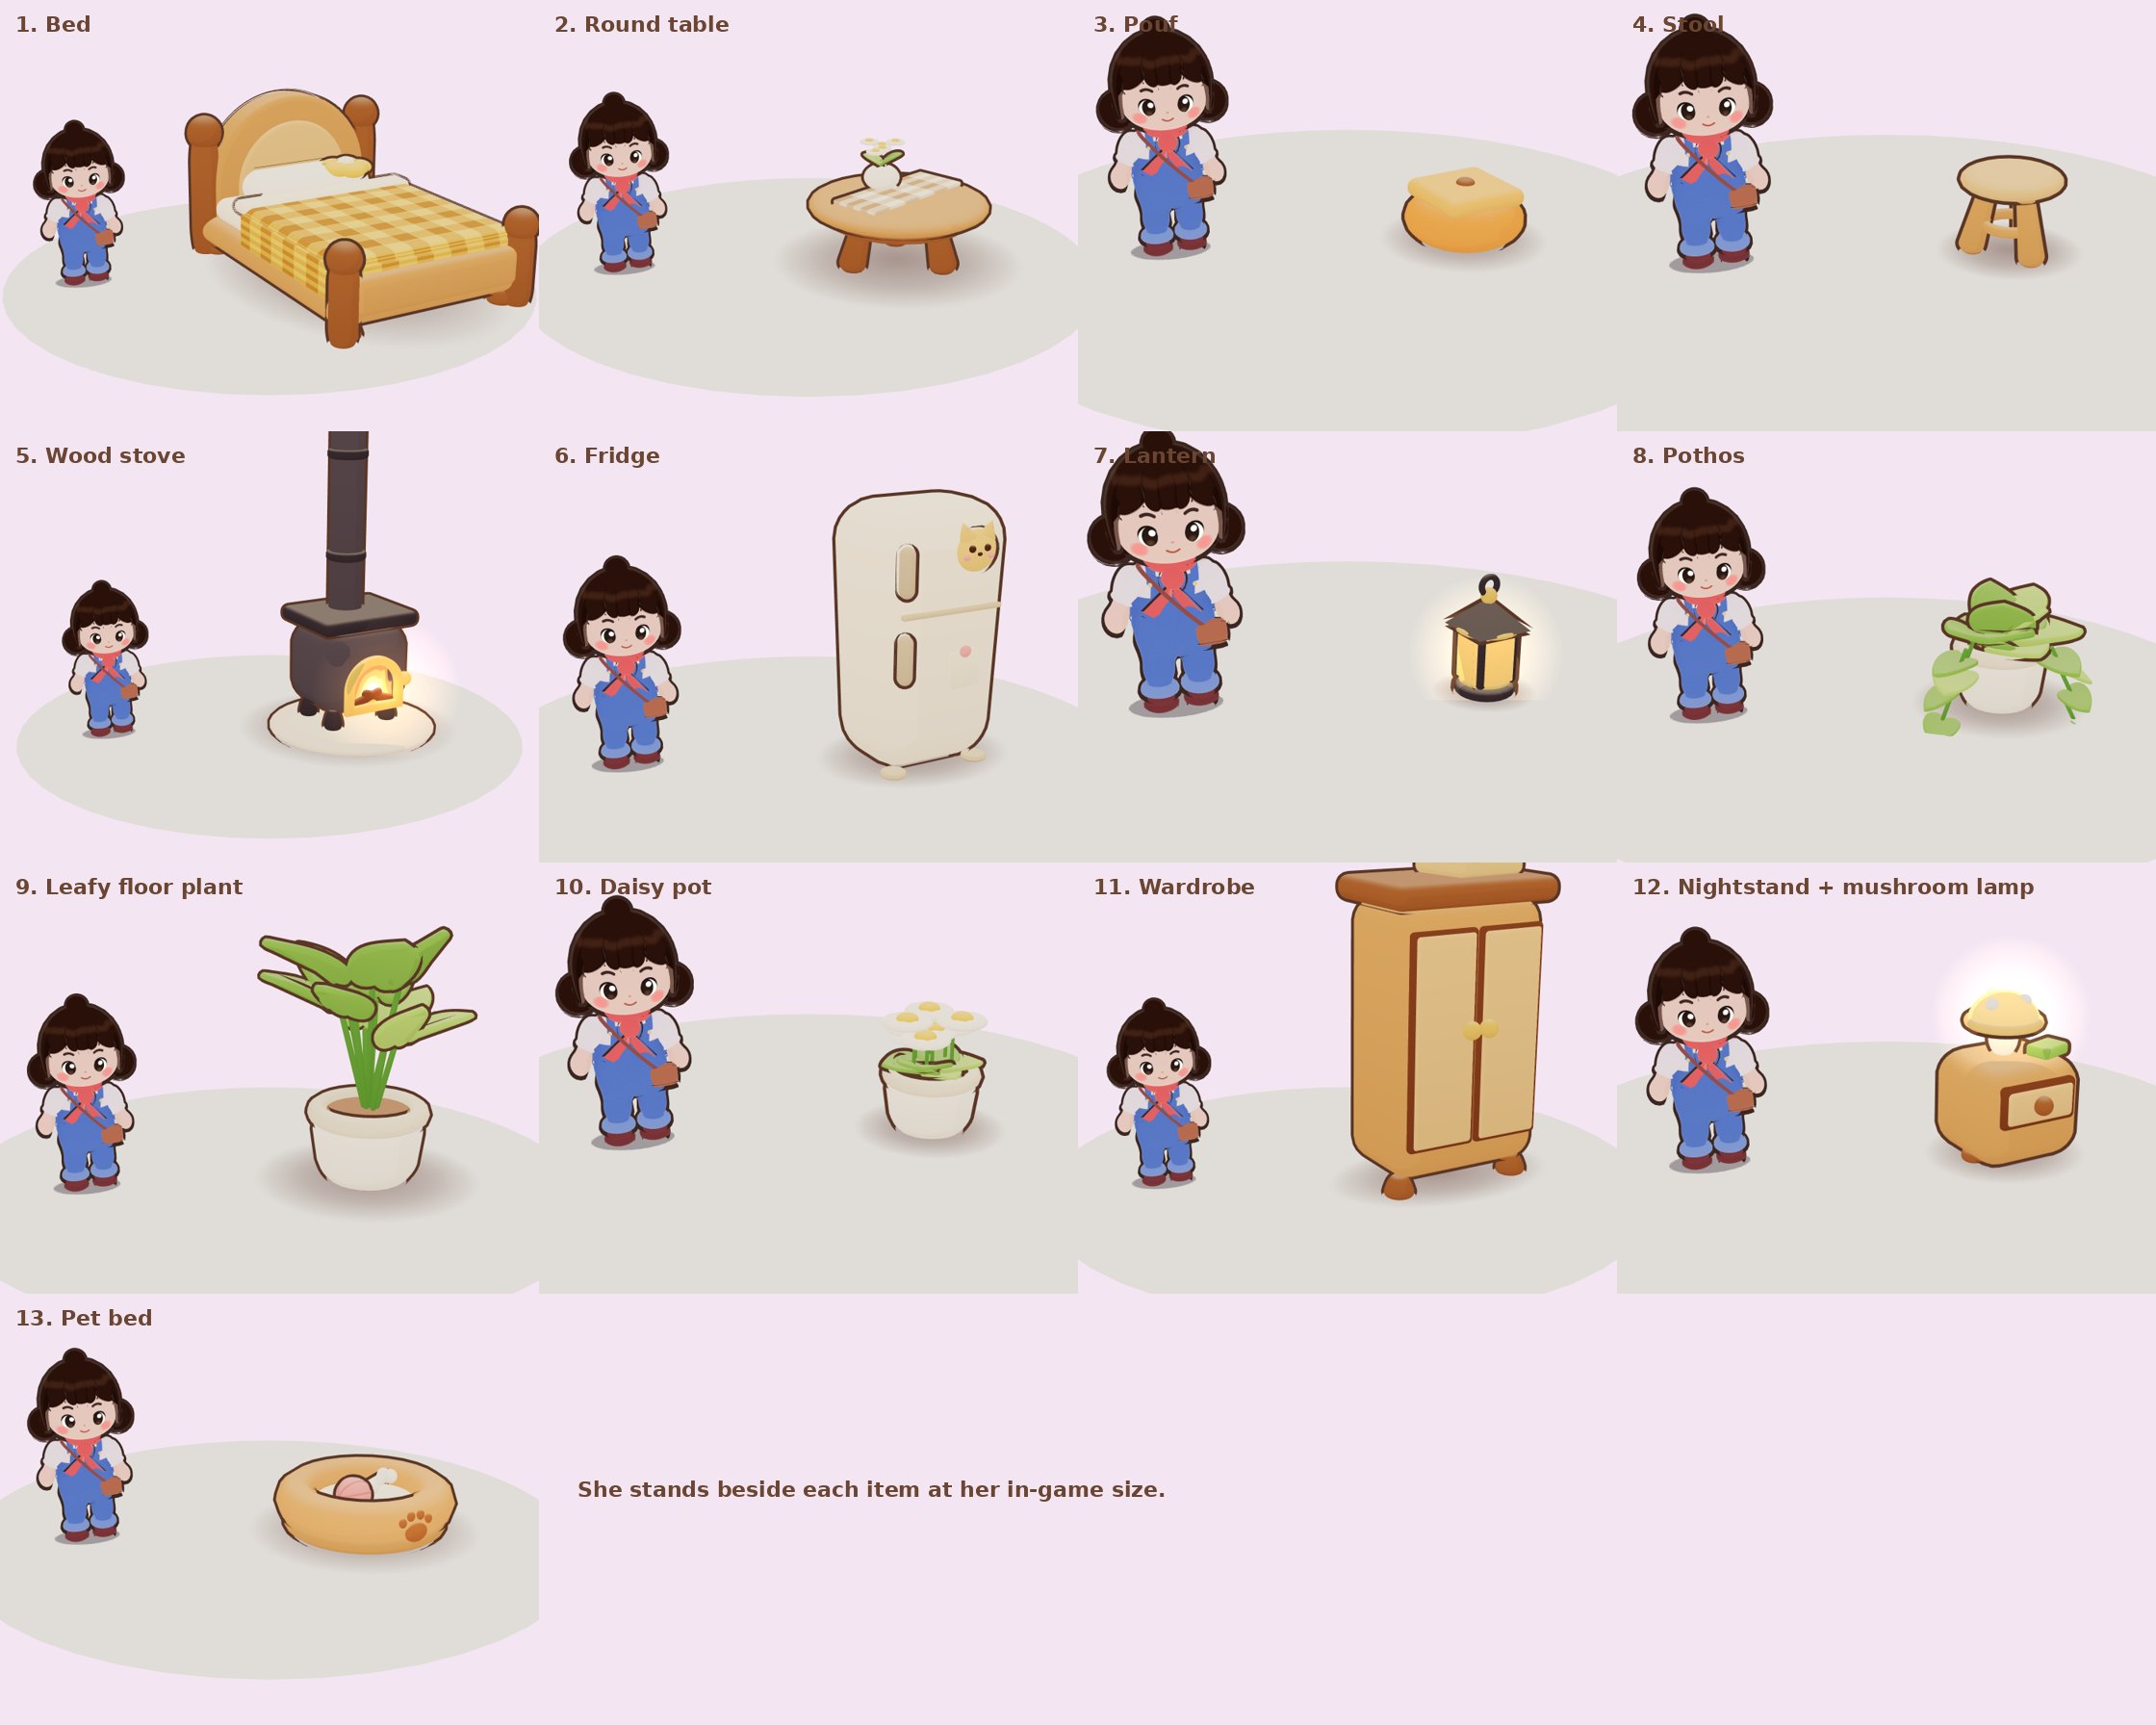 1. Bed
2. Round table
3. Pouf
4. Stool
5. Wood stove
6. Fridge
7. Lantern
8. Pothos
9. Leafy floor plant
10. Daisy pot
11. Wardrobe
12. Nightstand + mushroom lamp
13. Pet bed
She stands beside each item at her in-game size.